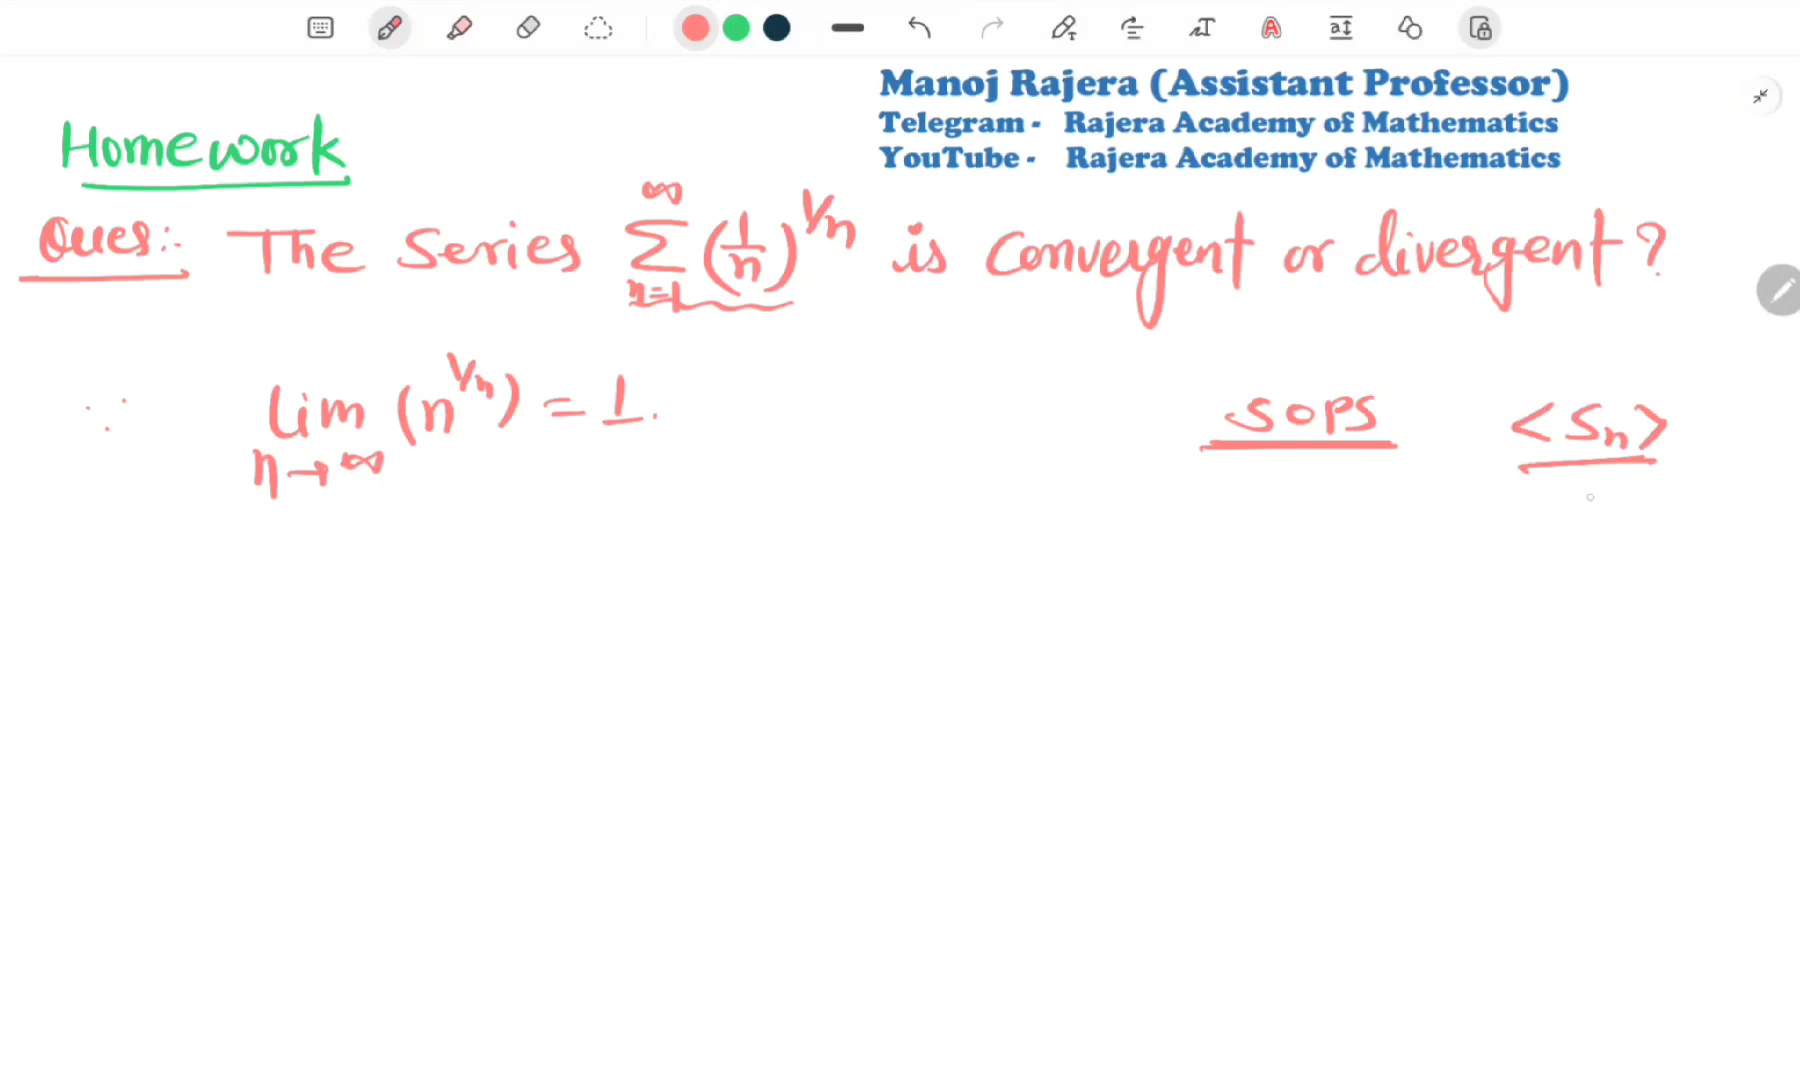 Manoj Rajera (Assistant Professor)
Telegram - Rajera Academy of Mathematics
YouTube - Rajera Academy of Mathematics
Homework
Ques:- The Series ∑_{n=1}^{∞} (1/n)^{1/n} is convergent or divergent?
∵ lim_{n→∞} (n^{1/n}) = 1.
SOPS <Sn>